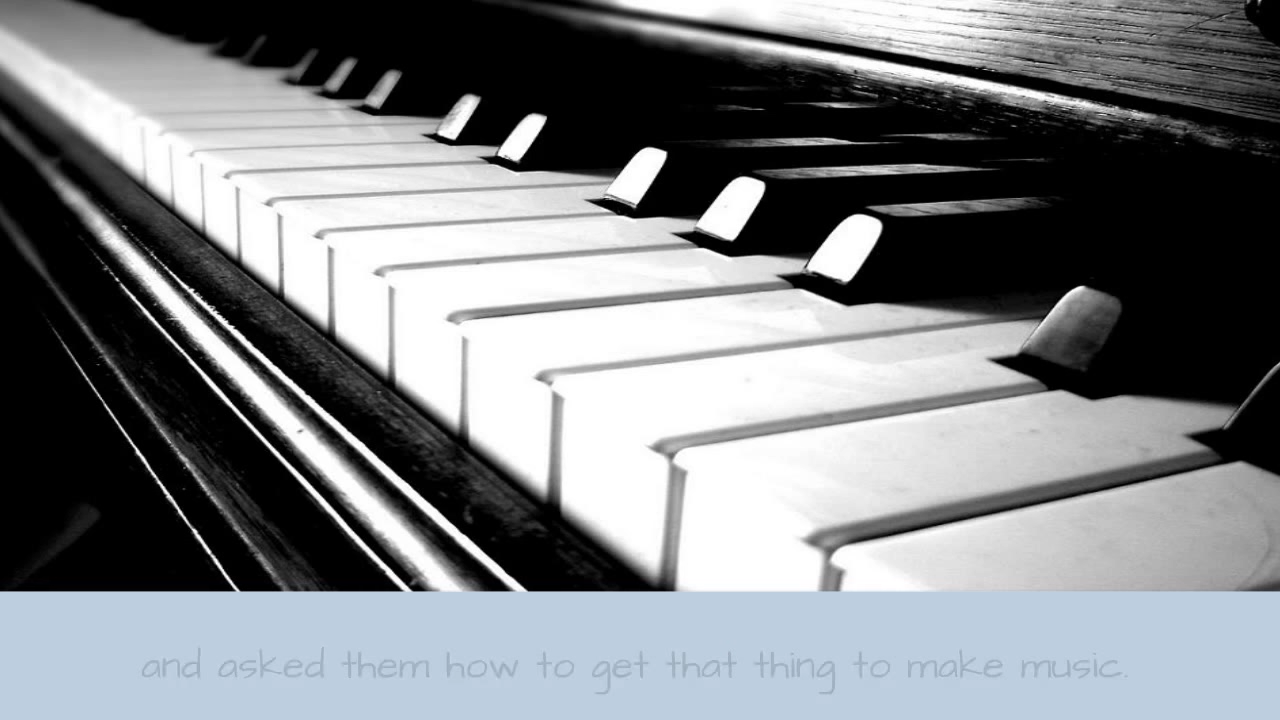 and asked them how to get that thing to make music.